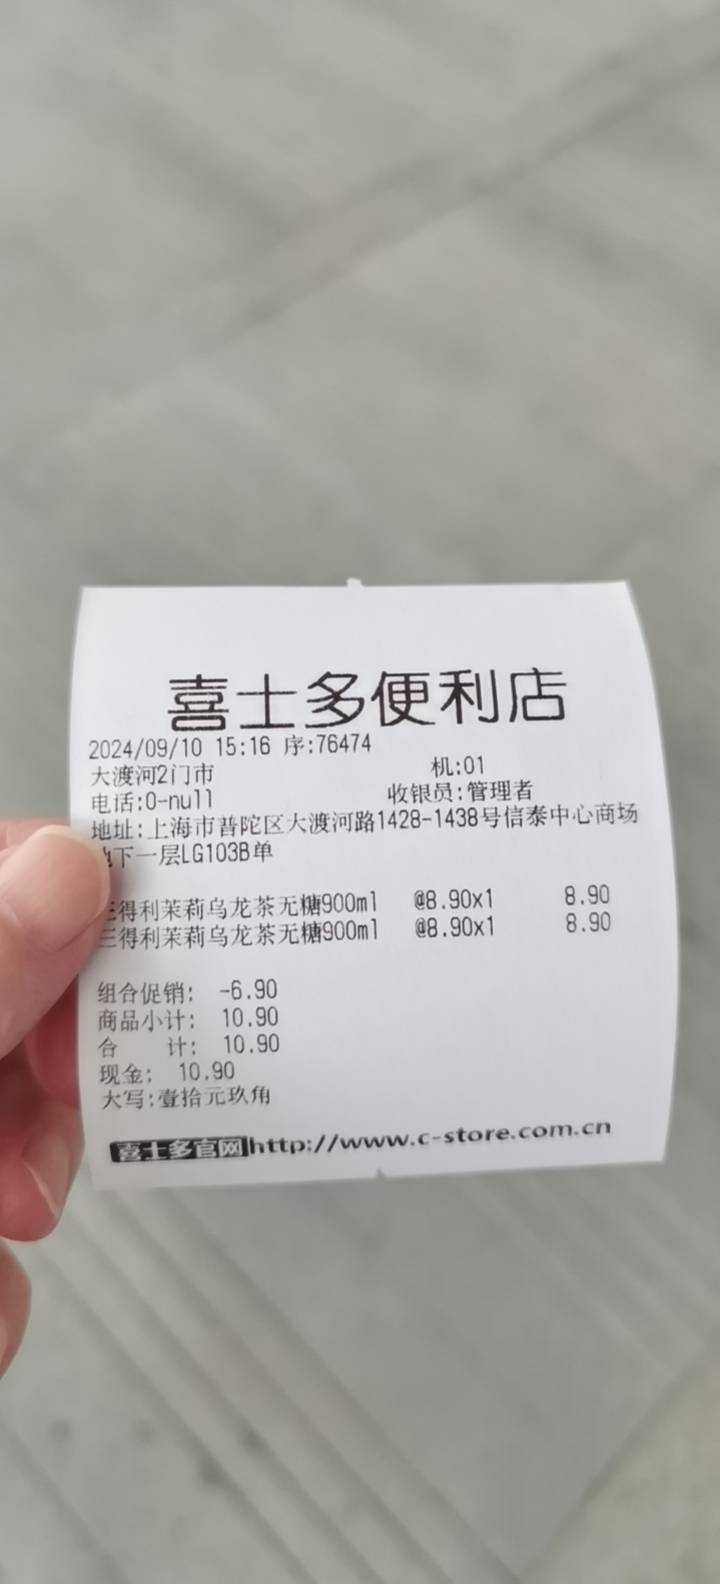 喜士多便利店
2024/09/10 15:16 序:76474
大渡河2门市 机:01
电话:0-null 收银员:管理者
地址:上海市普陀区大渡河路1428-1438号信泰中心商场
地下一层LG103B单
三得利茉莉乌龙茶无糖900ml @8.90x1 8.90
三得利茉莉乌龙茶无糖900ml @8.90x1 8.90
组合促销: -6.90
商品小计: 10.90
合 计: 10.90
现金: 10.90
大写:壹拾元玖角
喜士多官网http://www.c-store.com.cn